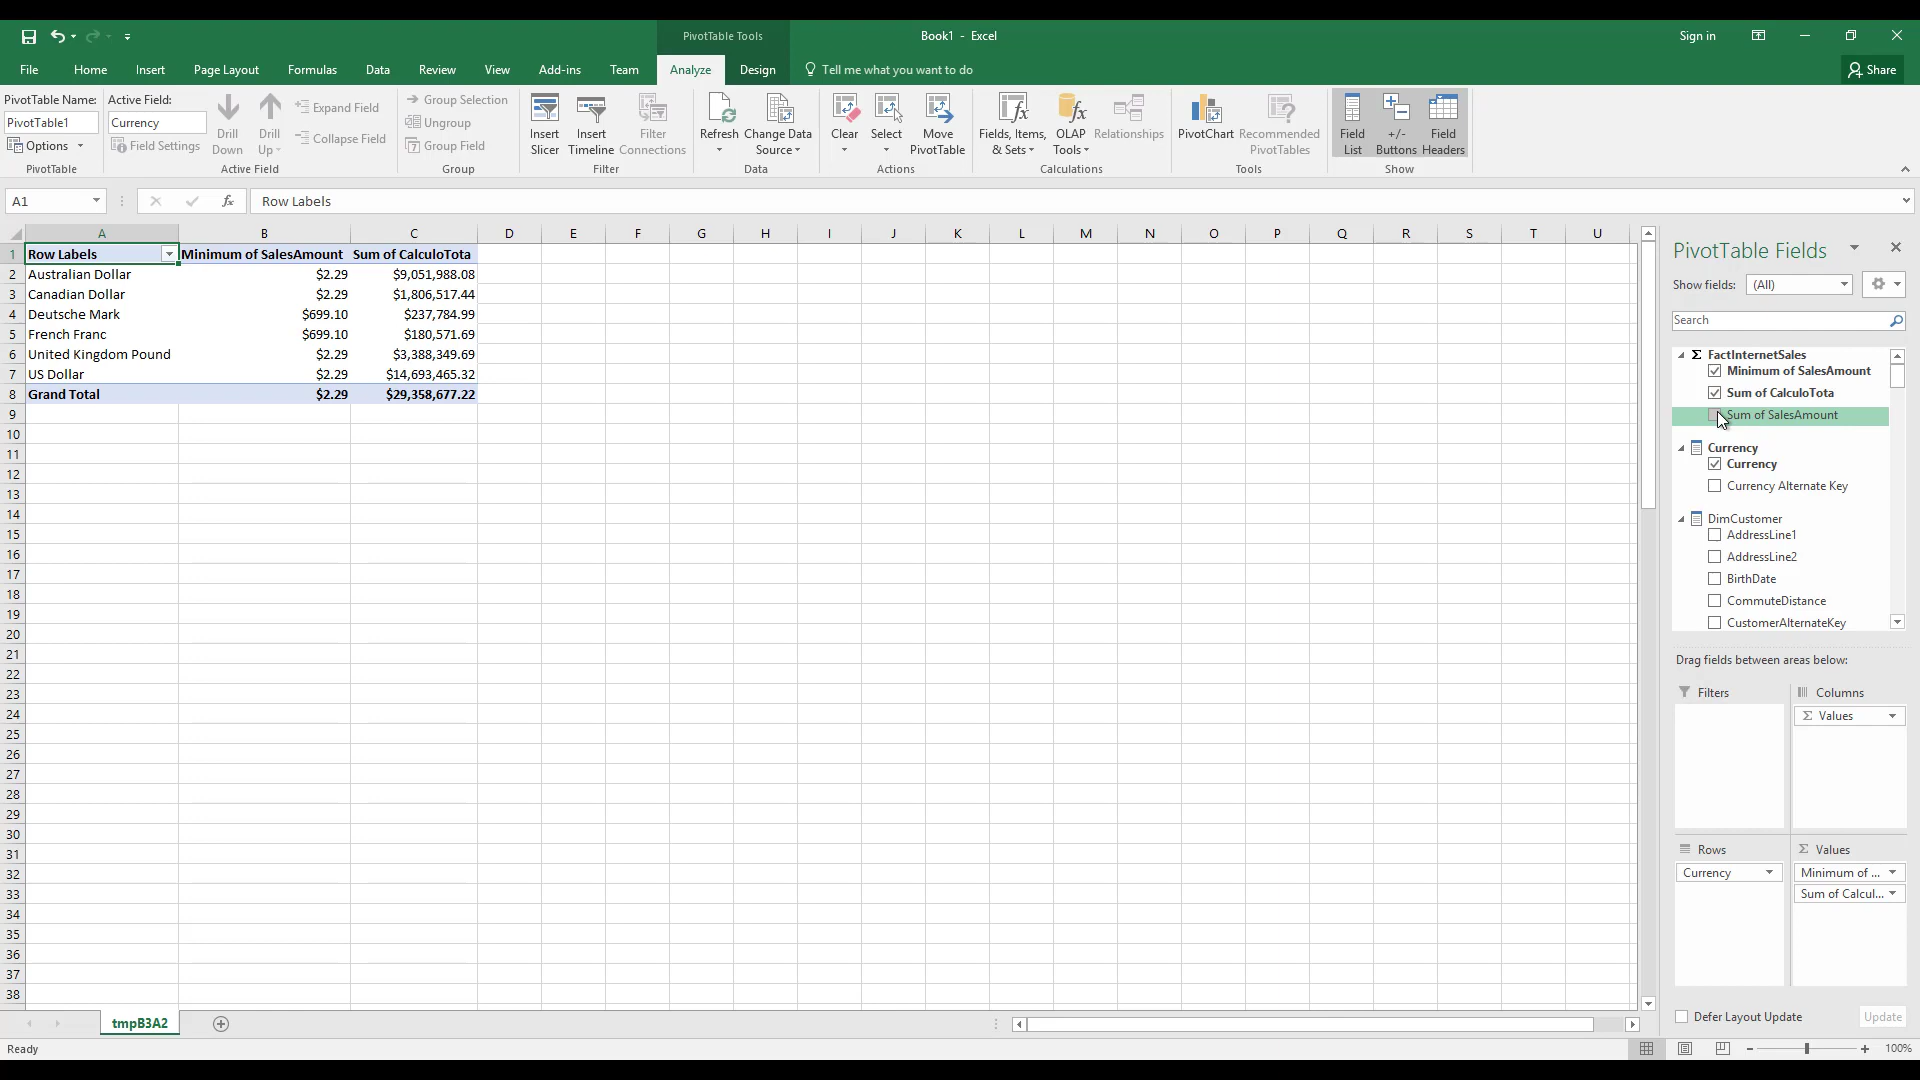 PivotTable Tools
Book1 - Excel
Sign in
File Home Insert Page Layout Formulas Data Review View Add-ins Team Analyze Design Tell me what you want to do Share
PivotTable Name:
PivotTable1
Options
PivotTable
Active Field:
Currency
Field Settings
Drill Down
Drill Up
Expand Field
Collapse Field
Active Field
Group Selection
Ungroup
Group Field
Group
Insert Slicer
Insert Timeline
Filter Connections
Filter
Refresh
Change Data Source
Data
Clear
Select
Move PivotTable
Actions
Fields, Items, & Sets
OLAP Tools
Relationships
Calculations
PivotChart
Recommended PivotTables
Tools
Field List
+/- Buttons
Field Headers
Show
A1
fx
Row Labels
A B C D E F G H I J K L M N O P Q R S T U
1 Row Labels Minimum of SalesAmount Sum of CalculoTota
2 Australian Dollar $2.29 $9,051,988.08
3 Canadian Dollar $2.29 $1,806,517.44
4 Deutsche Mark $699.10 $237,784.99
5 French Franc $699.10 $180,571.69
6 United Kingdom Pound $2.29 $3,388,349.69
7 US Dollar $2.29 $14,693,465.32
8 Grand Total $2.29 $29,358,677.22
9
10
11
12
13
14
15
16
17
18
19
20
21
22
23
24
25
26
27
28
29
30
31
32
33
34
35
36
37
38
PivotTable Fields
Show fields: (All)
Search
Σ FactInternetSales
Minimum of SalesAmount
Sum of CalculoTota
Sum of SalesAmount
Currency
Currency
Currency Alternate Key
DimCustomer
AddressLine1
AddressLine2
BirthDate
CommuteDistance
CustomerAlternateKey
Drag fields between areas below:
Filters
Columns
Σ Values
Rows
Currency
Σ Values
Minimum of ...
Sum of Calcul...
Defer Layout Update
Update
tmpB3A2
Ready
100%